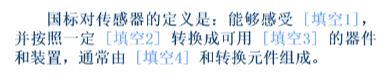 国标对传感器的定义是：能够感受 [填空1]，
并按照一定 [填空2] 转换成可用 [填空3] 的器件
和装置，通常由 [填空4] 和转换元件组成。